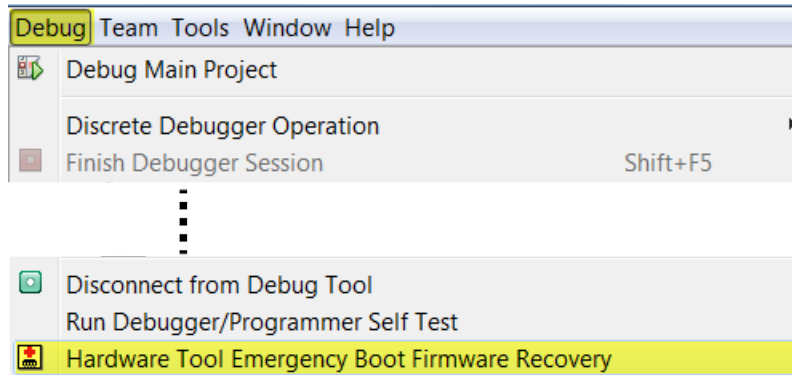 Debug Team Tools Window Help
Debug Main Project
Discrete Debugger Operation
Finish Debugger Session Shift+F5
Disconnect from Debug Tool
Run Debugger/Programmer Self Test
Hardware Tool Emergency Boot Firmware Recovery